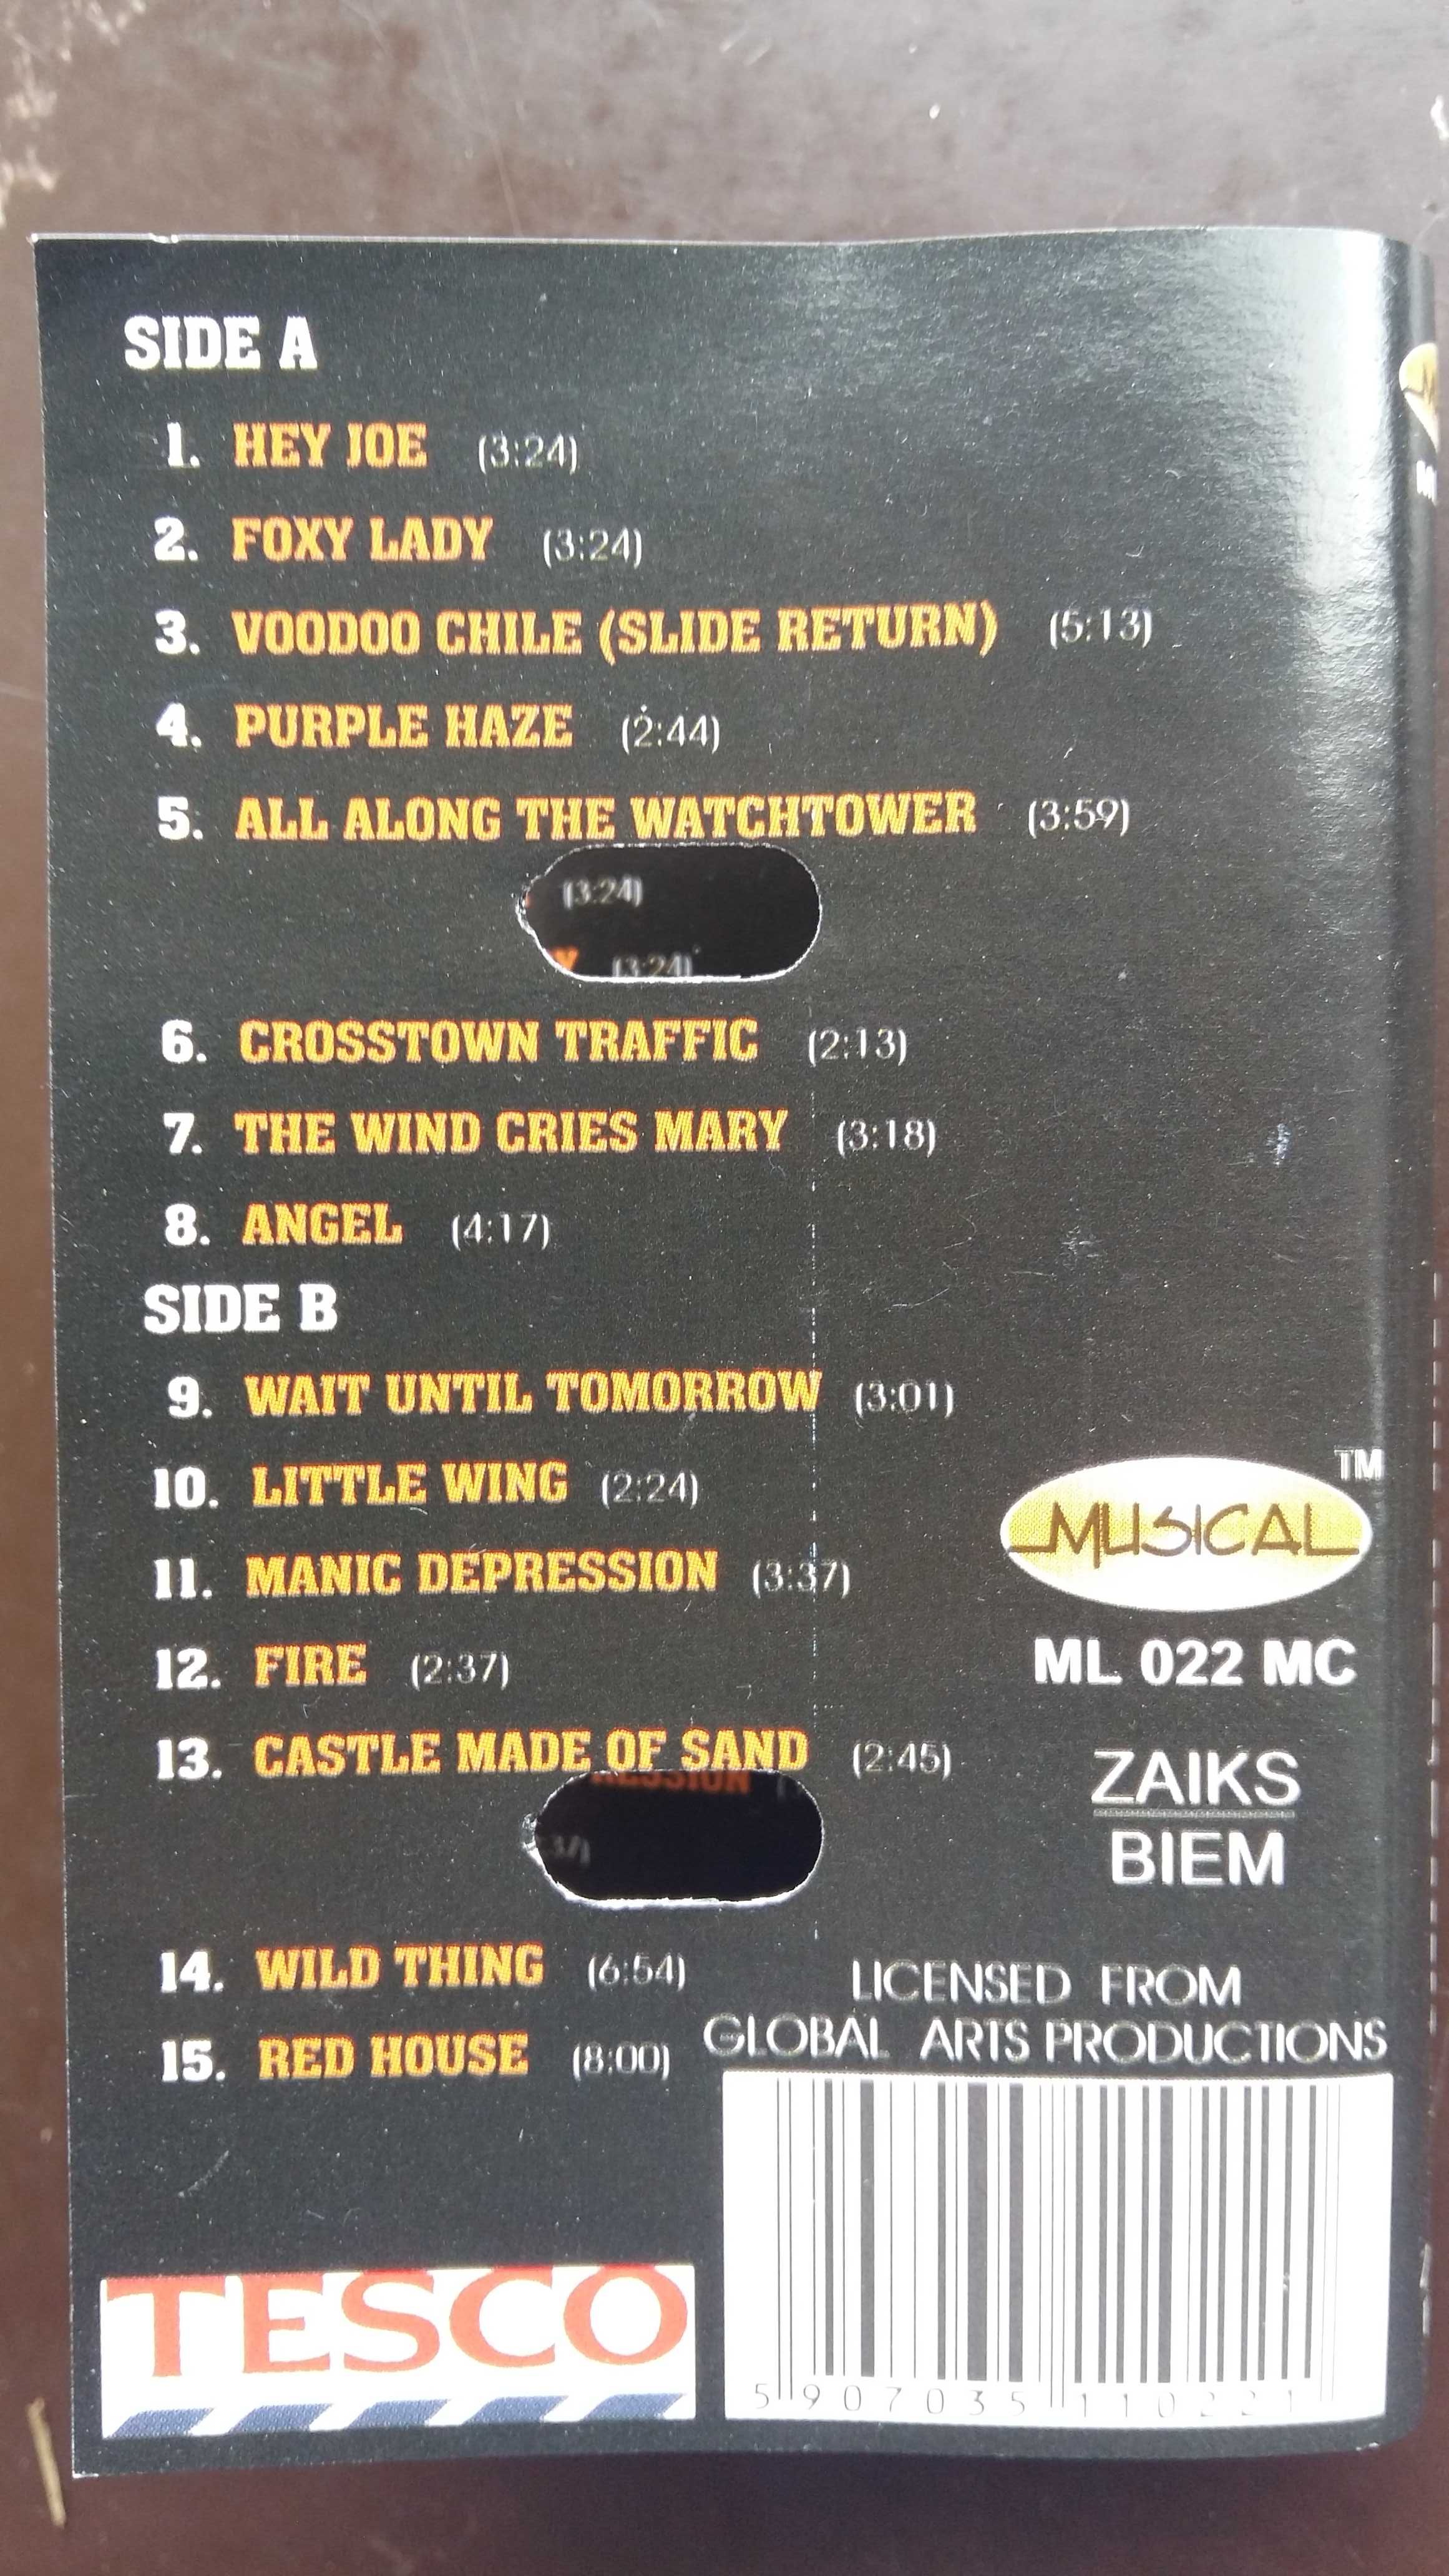 SIDE A
1. HEY JOE (3:24)
2. FOXY LADY (3:24)
3. VOODOO CHILE (SLIDE RETURN) (5:13)
4. PURPLE HAZE (2:44)
5. ALL ALONG THE WATCHTOWER (3:59)
(3:24)
(3:24)
6. CROSSTOWN TRAFFIC (2:13)
7. THE WIND CRIES MARY (3:18)
8. ANGEL (4:17)
SIDE B
9. WAIT UNTIL TOMORROW (3:01)
10. LITTLE WING (2:24)
11. MANIC DEPRESSION (3:37)
12. FIRE (2:37)
13. CASTLE MADE OF SAND (2:45)
14. WILD THING (6:54)
15. RED HOUSE (8:00)
MUSICAL TM
ML 022 MC
ZAIKS
BIEM
LICENSED FROM
GLOBAL ARTS PRODUCTIONS
5 907035 110221
TESCO